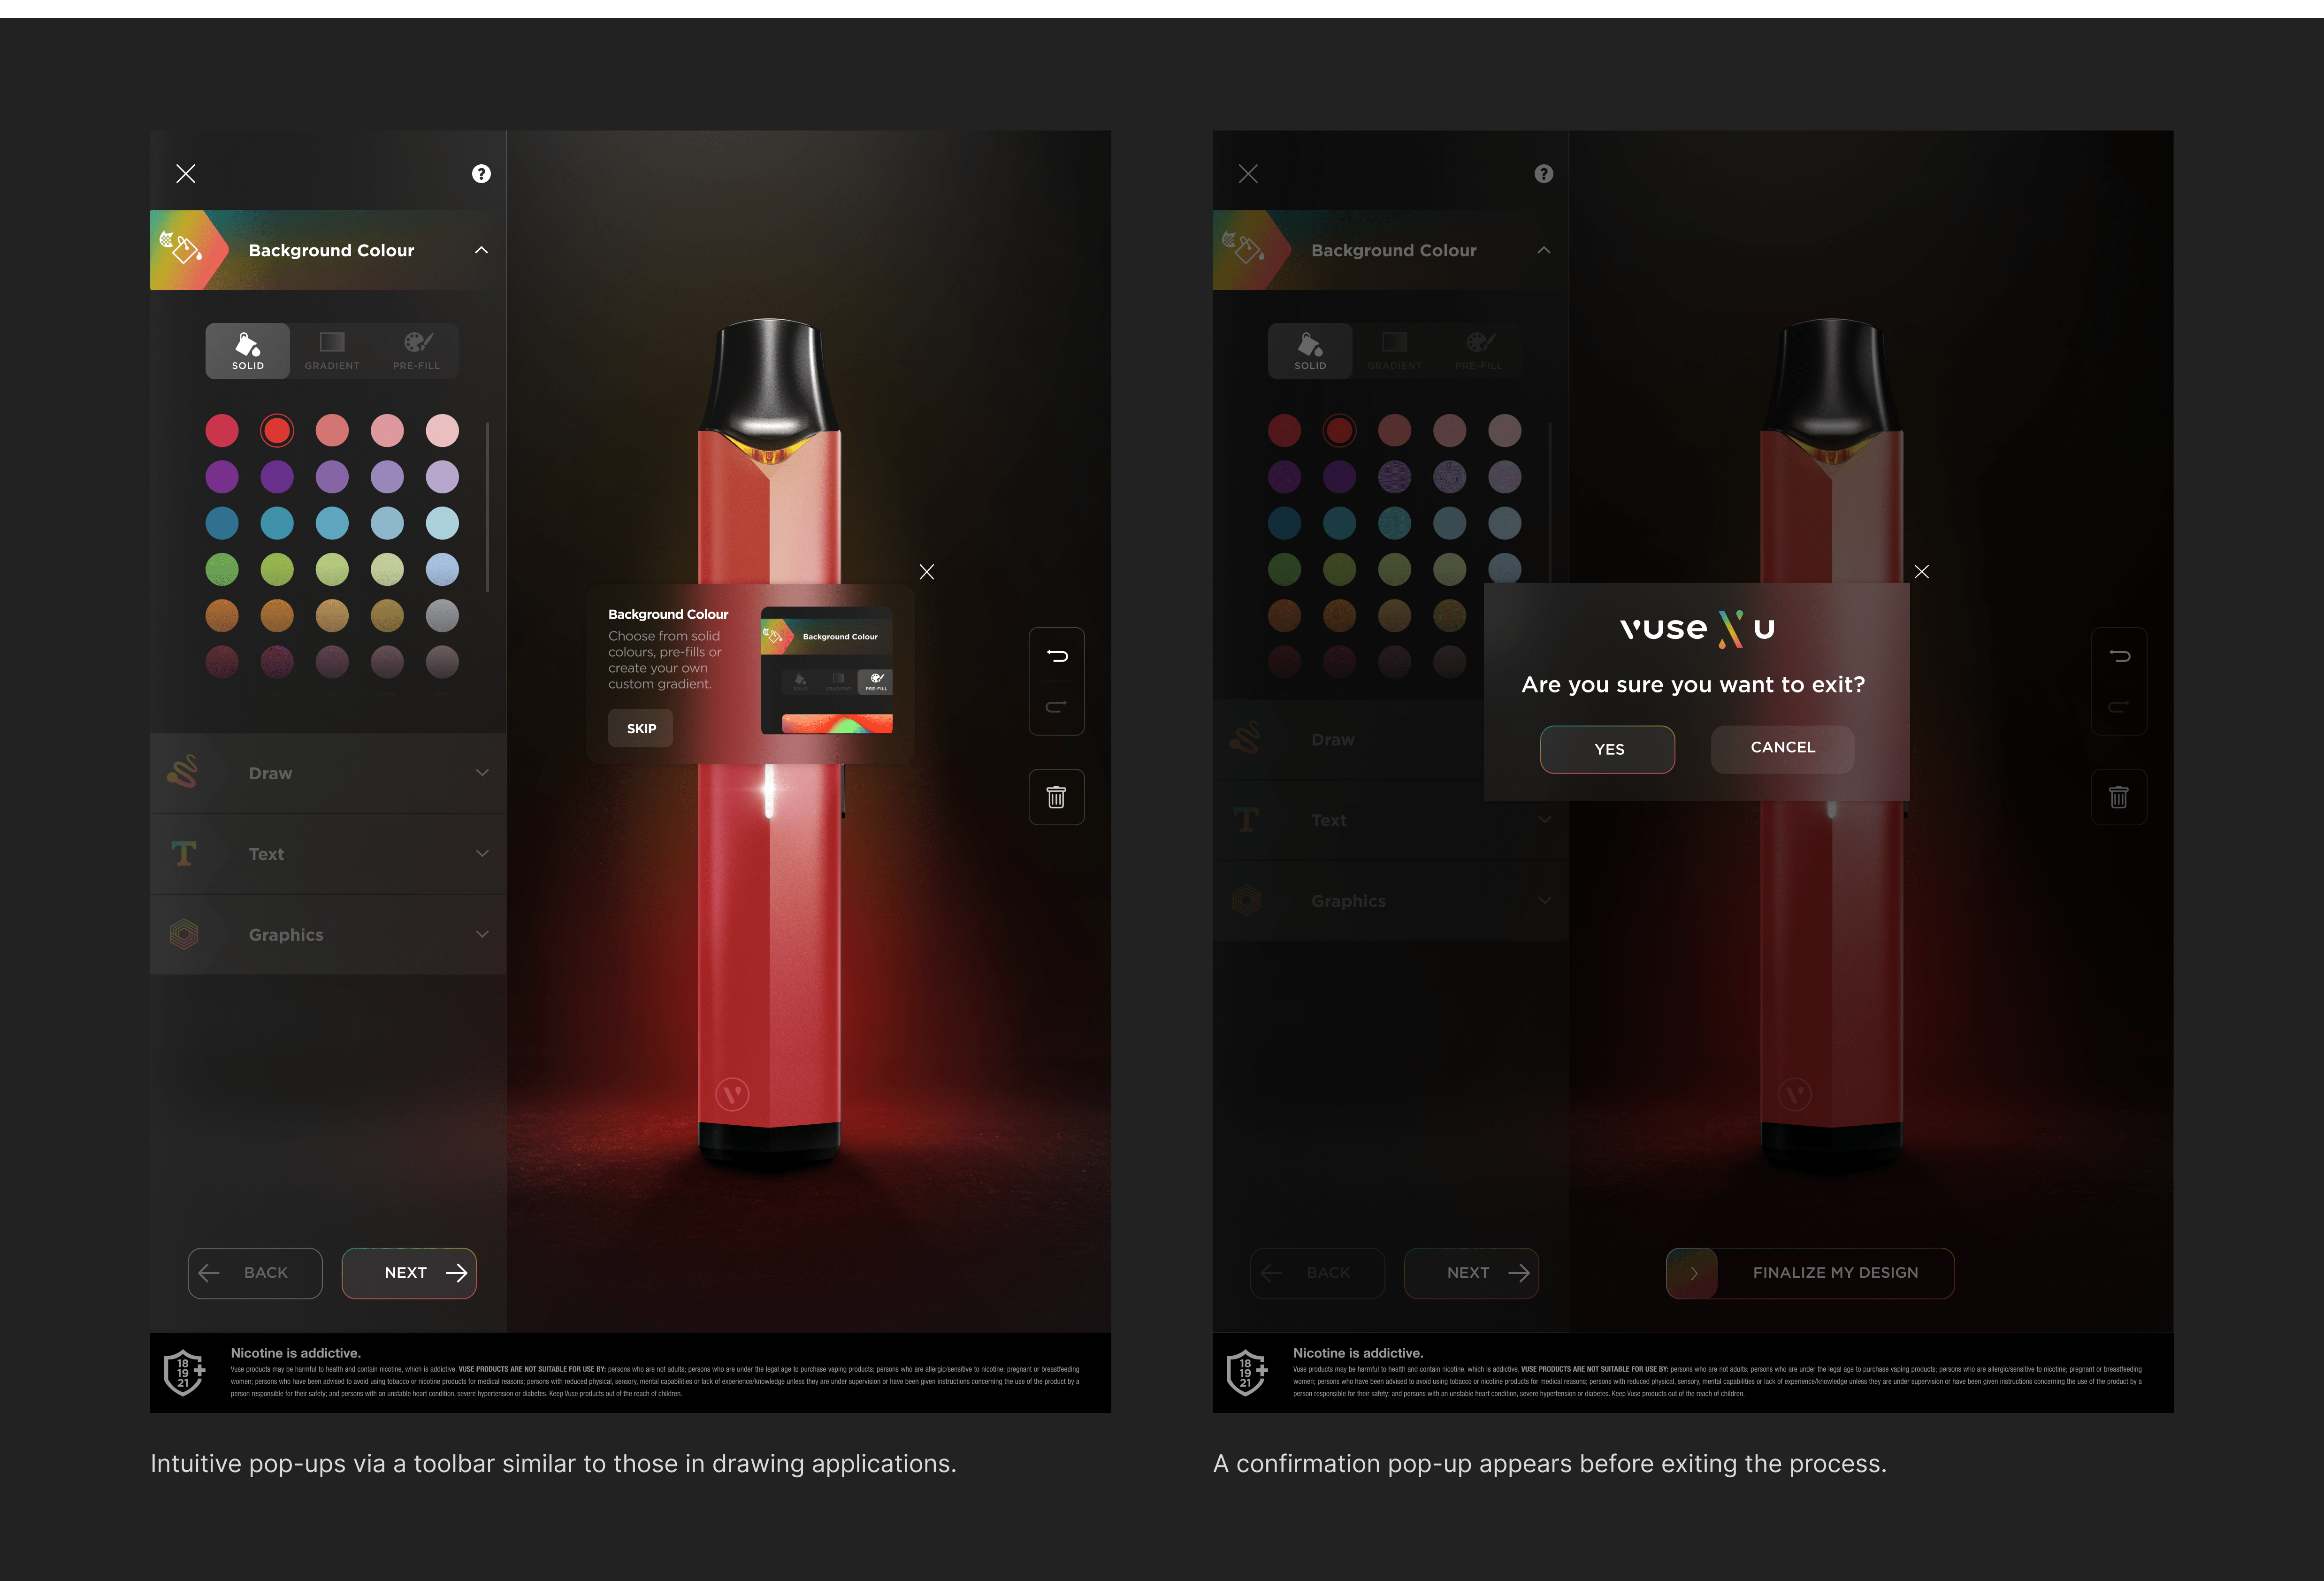 Background Colour
SOLID
GRADIENT
PRE-FILL
Draw
Text
Graphics
Background Colour
Choose from solid
colours, pre-fills or
create your own
custom gradient.
SKIP
Background Colour
SOLID
GRADIENT
PRE-FILL
BACK
NEXT
18
19
21
Nicotine is addictive.
Vuse products may be harmful to health and contain nicotine, which is addictive. VUSE PRODUCTS ARE NOT SUITABLE FOR USE BY: persons who are not adults; persons who are under the legal age to purchase vaping products; persons who are allergic/sensitive to nicotine; pregnant or breastfeeding
women; persons who have been advised to avoid using tobacco or nicotine products for medical reasons; persons with reduced physical, sensory, mental capabilities or lack of experience/knowledge unless they are under supervision or have been given instructions concerning the use of the product by a
person responsible for their safety; and persons with an unstable heart condition, severe hypertension or diabetes. Keep Vuse products out of the reach of children.
Intuitive pop-ups via a toolbar similar to those in drawing applications.
Background Colour
SOLID
GRADIENT
PRE-FILL
Draw
Text
Graphics
vuse X u
Are you sure you want to exit?
YES
CANCEL
BACK
NEXT
FINALIZE MY DESIGN
18
19
21
Nicotine is addictive.
Vuse products may be harmful to health and contain nicotine, which is addictive. VUSE PRODUCTS ARE NOT SUITABLE FOR USE BY: persons who are not adults; persons who are under the legal age to purchase vaping products; persons who are allergic/sensitive to nicotine; pregnant or breastfeeding
women; persons who have been advised to avoid using tobacco or nicotine products for medical reasons; persons with reduced physical, sensory, mental capabilities or lack of experience/knowledge unless they are under supervision or have been given instructions concerning the use of the product by a
person responsible for their safety; and persons with an unstable heart condition, severe hypertension or diabetes. Keep Vuse products out of the reach of children.
A confirmation pop-up appears before exiting the process.